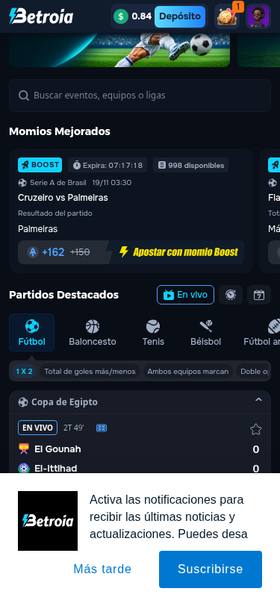 Betroia
$ 0.84 Depósito
1
Buscar eventos, equipos o ligas
Momios Mejorados
BOOST Expira: 07:17:18 998 disponibles
Serie A de Brasil 19/11 03:30
Cruzeiro vs Palmeiras
Fla
Resultado del partido
Palmeiras
Má
+162 +150 Apostar con momio Boost
Partidos Destacados
En vivo
7
Fútbol Baloncesto Tenis Béisbol Fútbol ar
1 X 2 Total de goles más/menos Ambos equipos marcan Doble o
Copa de Egipto
EN VIVO 2T 49'
El Gounah 0
El-Ittihad 0
Betroia
Activa las notificaciones para
recibir las últimas noticias y
actualizaciones. Puedes desa
Más tarde Suscribirse